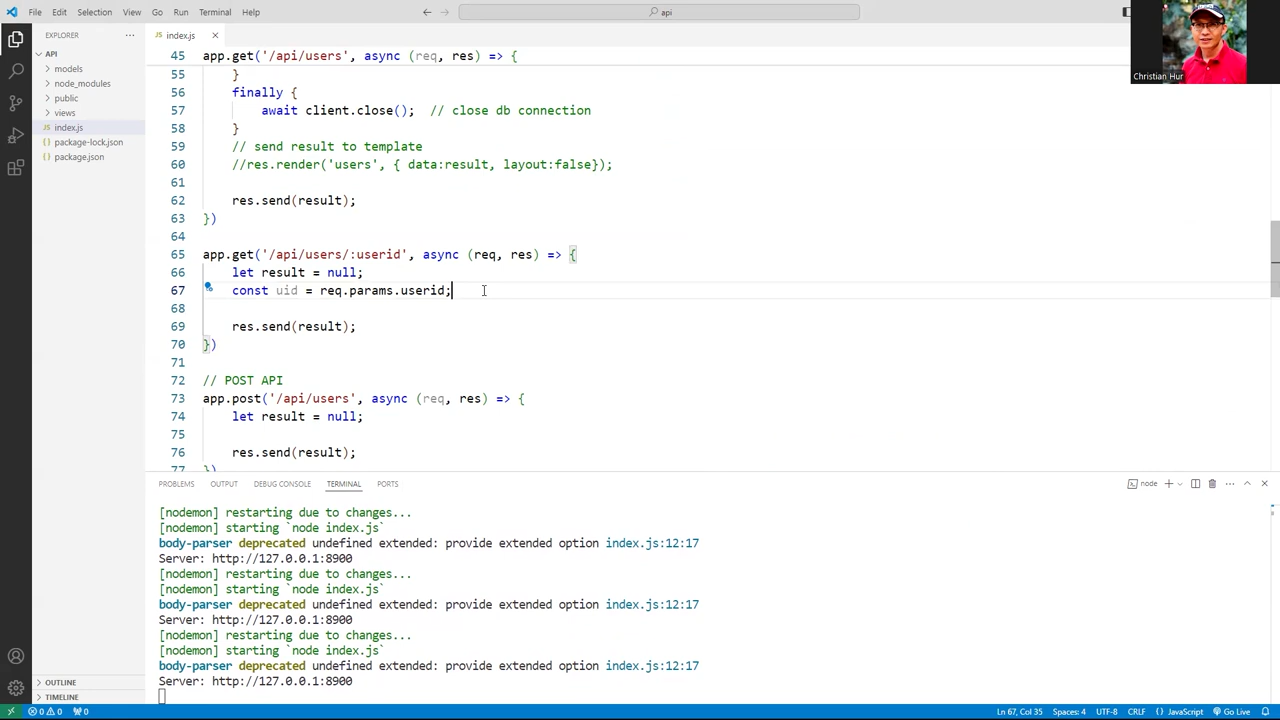 File Edit Selection View Go Run Terminal Help
api
EXPLORER
API
models
node_modules
public
views
JS index.js
package-lock.json
package.json
OUTLINE
TIMELINE
JS index.js
Christian Hur
45 app.get('/api/users', async (req, res) => {
55 }
56 finally {
57 await client.close(); // close db connection
58 }
59 // send result to template
60 //res.render('users', { data:result, layout:false});
61
62 res.send(result);
63 })
64
65 app.get('/api/users/:userid', async (req, res) => {
66 let result = null;
67 const uid = req.params.userid;
68
69 res.send(result);
70 })
71
72 // POST API
73 app.post('/api/users', async (req, res) => {
74 let result = null;
75
76 res.send(result);
77 })
PROBLEMS OUTPUT DEBUG CONSOLE TERMINAL PORTS
node
[nodemon] restarting due to changes...
[nodemon] starting `node index.js`
body-parser deprecated undefined extended: provide extended option index.js:12:17
Server: http://127.0.0.1:8900
[nodemon] restarting due to changes...
[nodemon] starting `node index.js`
body-parser deprecated undefined extended: provide extended option index.js:12:17
Server: http://127.0.0.1:8900
[nodemon] restarting due to changes...
[nodemon] starting `node index.js`
body-parser deprecated undefined extended: provide extended option index.js:12:17
Server: http://127.0.0.1:8900
0 0 0 Ln 67, Col 35 Spaces: 4 UTF-8 CRLF {} JavaScript Go Live